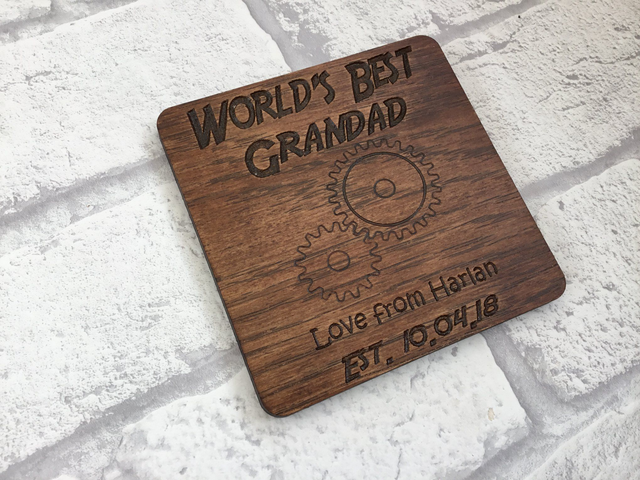 WORLD'S BEST
GRANDAD
Love from Harlan
EST. 10.04.18